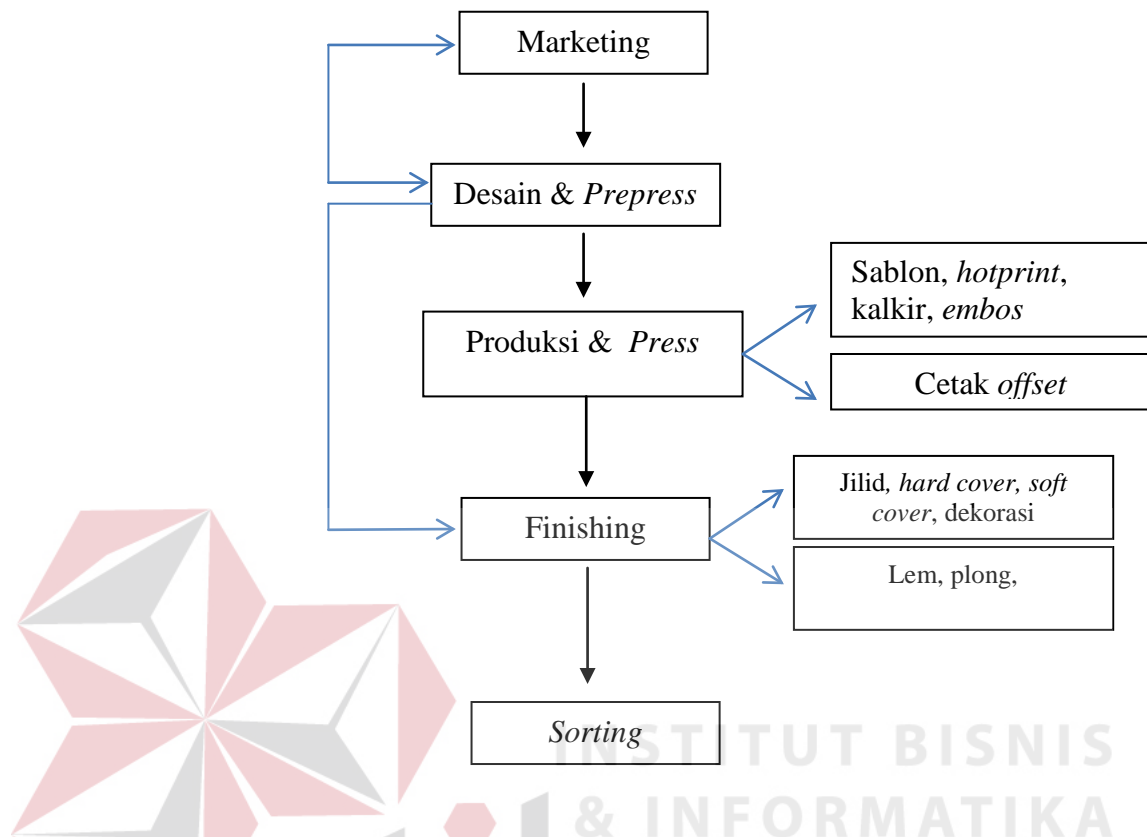 Marketing
Desain & Prepress
Sablon, hotprint,
kalkir, embos
Produksi & Press
Cetak offset
Jilid, hard cover, soft
cover, dekorasi
Finishing
Lem, plong,
Sorting
INSTITUT BISNIS
& INFORMATIKA